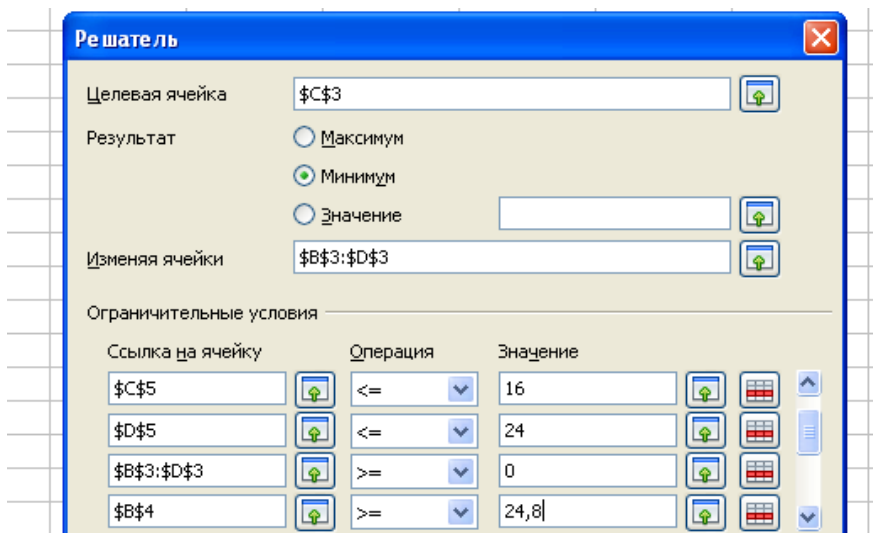 Решатель
Целевая ячейка $C$3
Результат Максимум
Минимум
Значение
Изменяя ячейки $B$3:$D$3
Ограничительные условия
Ссылка на ячейку Операция Значение
$C$5 <= 16
$D$5 <= 24
$B$3:$D$3 >= 0
$B$4 >= 24,8